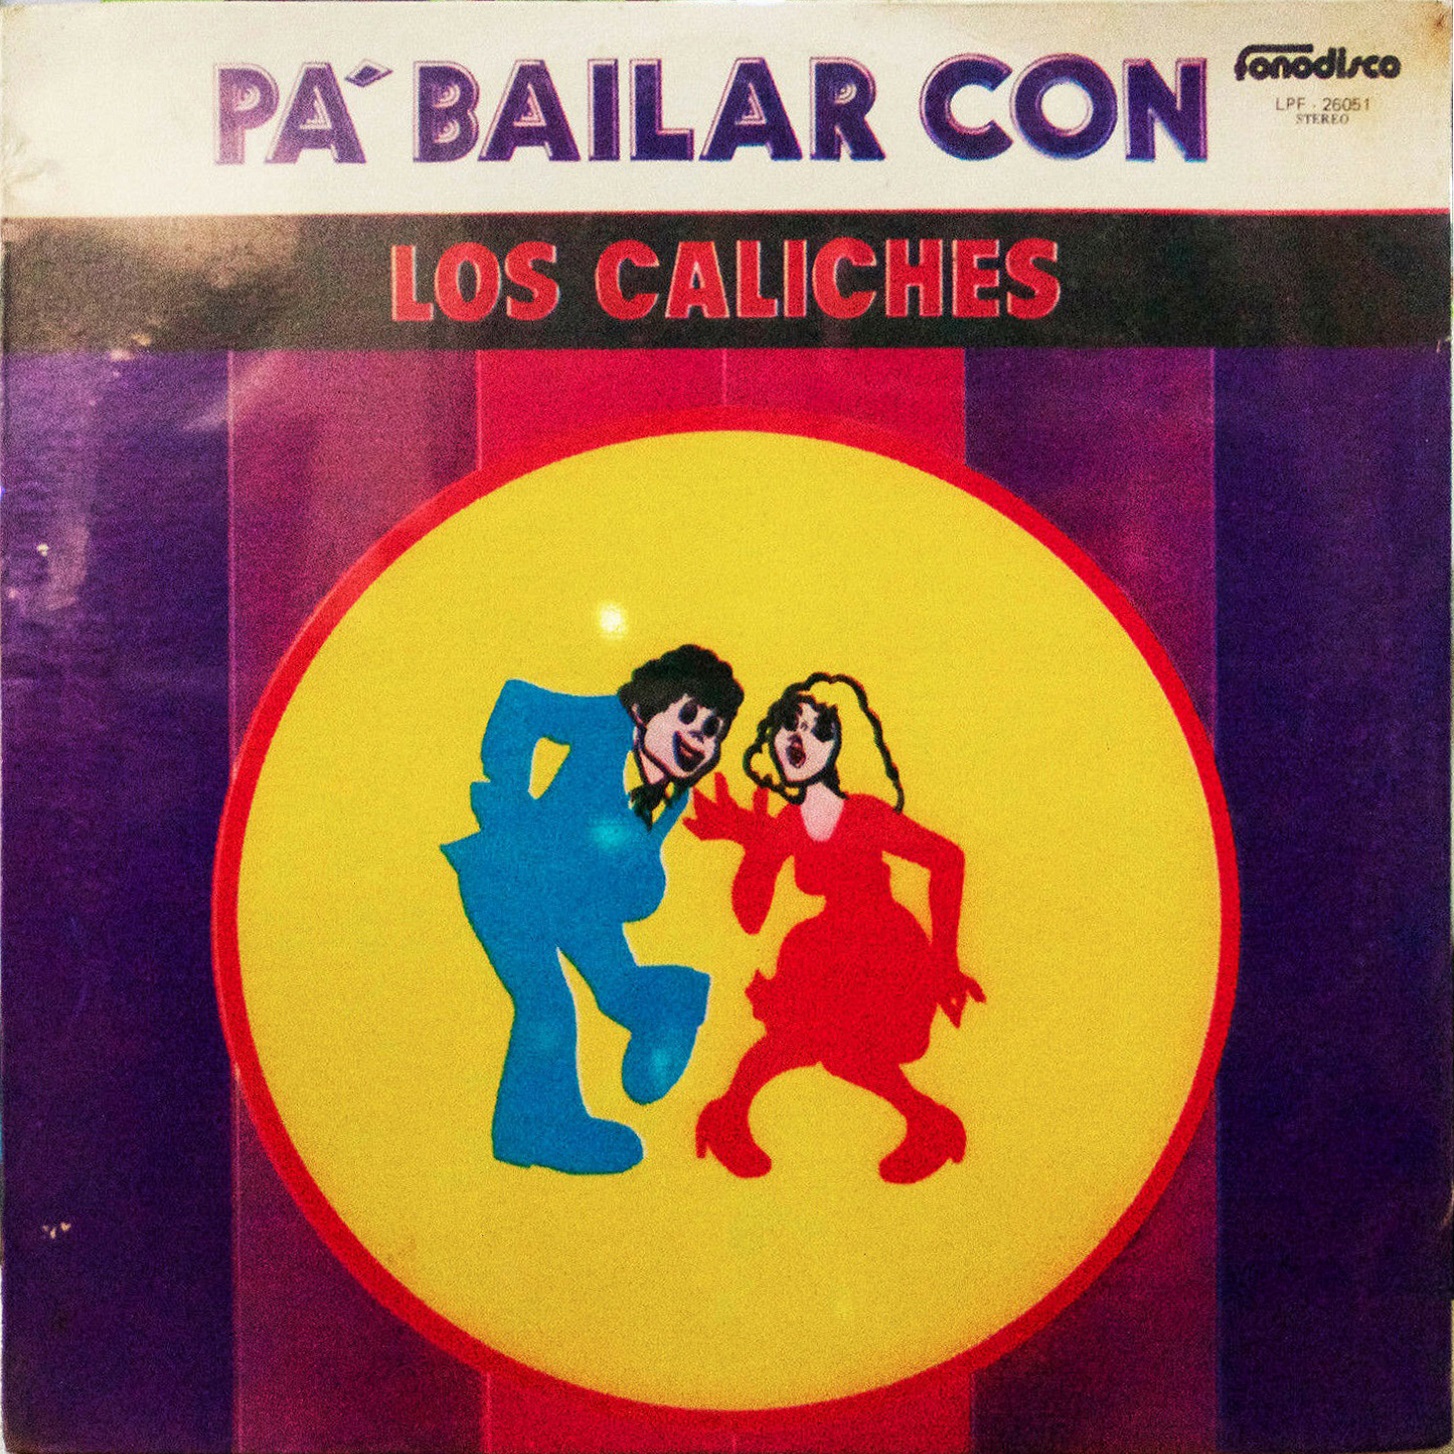 PA´ BAILAR CON
fonodisco
LPF - 26051
STEREO
LOS CALICHES